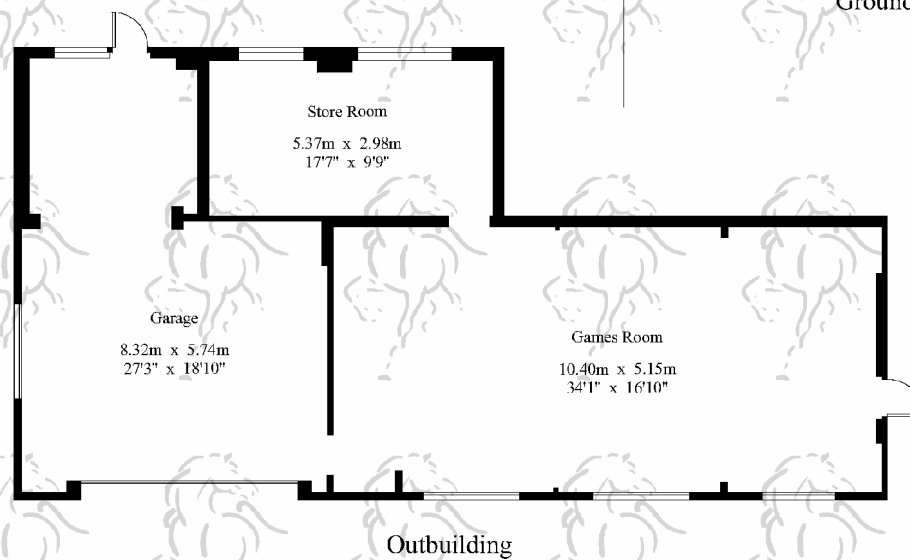 Ground
Store Room
5.37m x 2.98m
17'7" x 9'9"
Garage
8.32m x 5.74m
27'3" x 18'10"
Games Room
10.40m x 5.15m
34'1" x 16'10"
Outbuilding